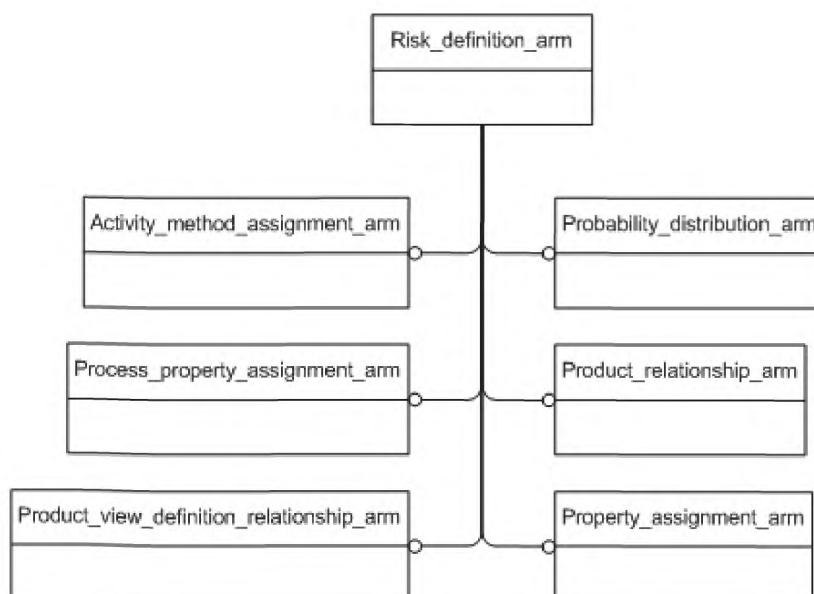 Risk_definition_arm
Activity_method_assignment_arm
Probability_distribution_arm
Process_property_assignment_arm
Product_relationship_arm
Product_view_definition_relationship_arm
Property_assignment_arm